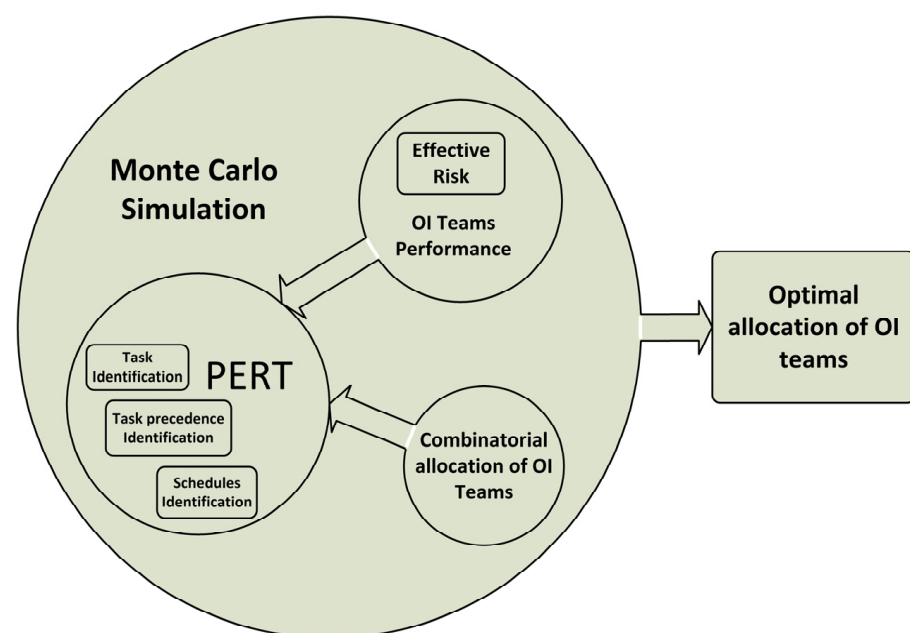 Monte Carlo
Simulation
Effective
Risk
OI Teams
Performance
Task
Identification
PERT
Task precedence
Identification
Schedules
Identification
Combinatorial
allocation of OI
Teams
Optimal
allocation of OI
teams